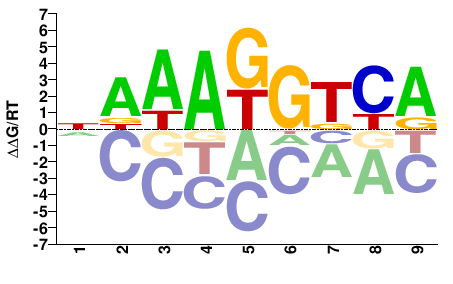 7
6
5
4
3
2
1
0
-1
-2
-3
-4
-5
-6
-7
ΔΔG/RT
T A
A G T C
A T G C
A G T C
G T A C
G A C
T G C A
C T G A
A G T C
1 2 3 4 5 6 7 8 9